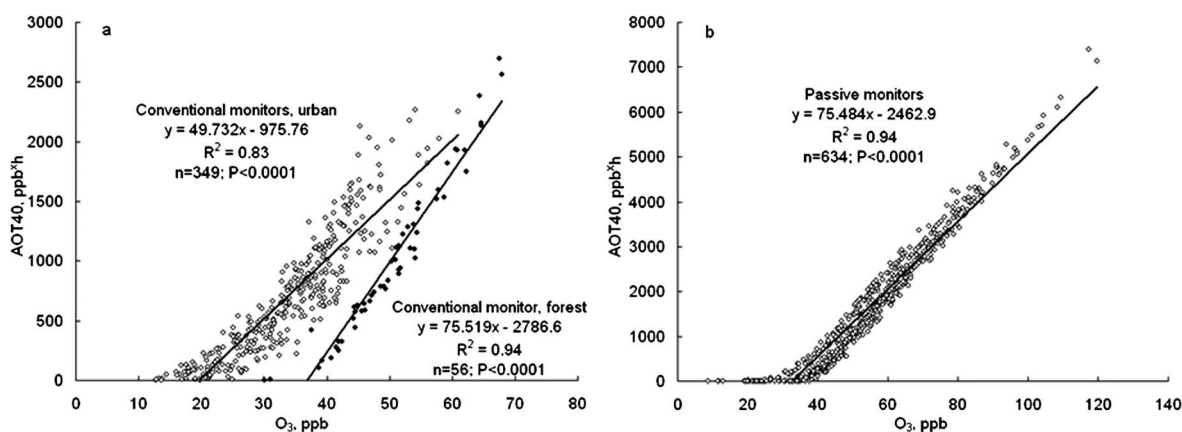 a
3000
2500
2000
1500
1000
500
0
AOT40, ppbˣh
Conventional monitors, urban
y = 49.732x - 975.76
R² = 0.83
n=349; P<0.0001
Conventional monitor, forest
y = 75.519x - 2786.6
R² = 0.94
n=56; P<0.0001
0 10 20 30 40 50 60 70 80
O₃, ppb
b
8000
7000
6000
5000
4000
3000
2000
1000
0
AOT40, ppbˣh
Passive monitors
y = 75.484x - 2462.9
R² = 0.94
n=634; P<0.0001
0 20 40 60 80 100 120 140
O₃, ppb